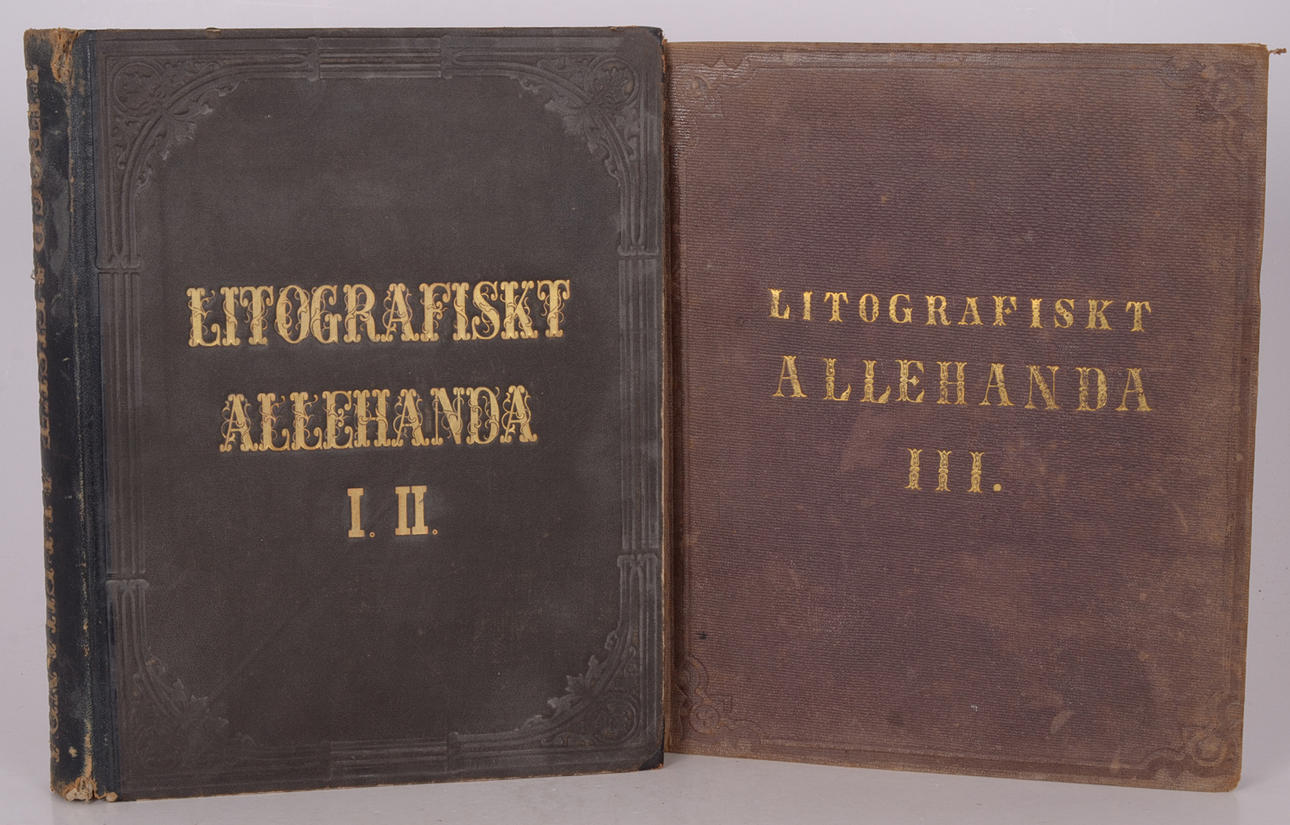 LITOGRAFISKT
ALLEHANDA
I. II.
LITOGRAFISKT
ALLEHANDA
III.